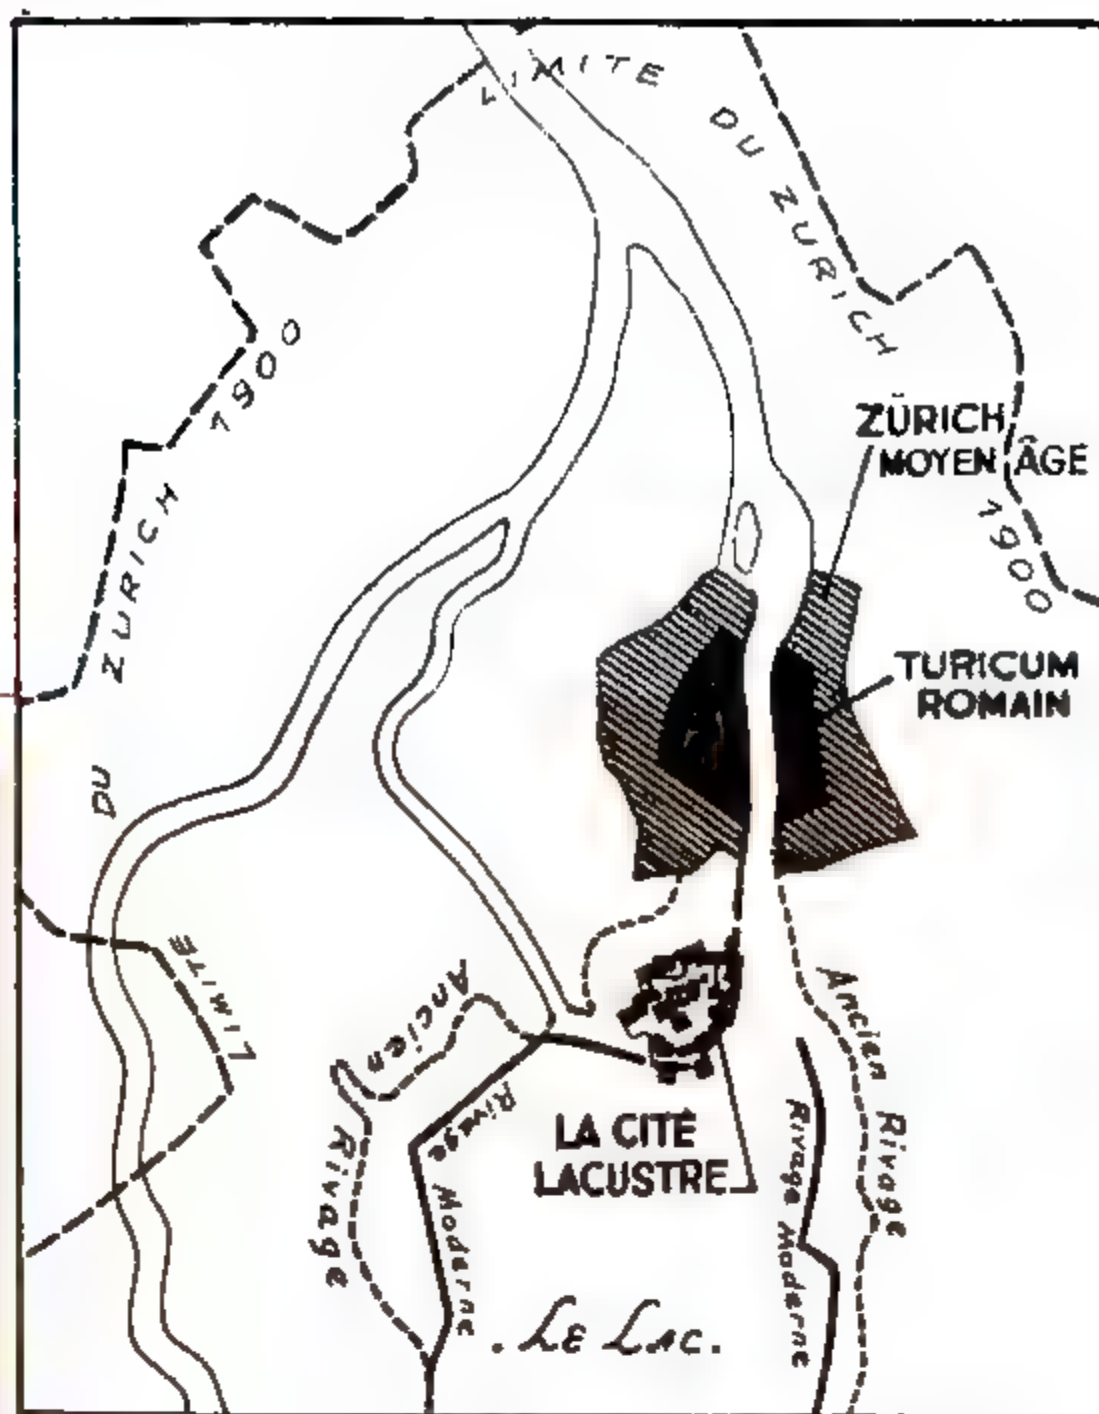 LIMITE DU ZURICH 1900
LIMITE DU ZURICH 1900
ZÜRICH
MOYEN ÂGE
TURICUM
ROMAIN
Ancien Rivage
Rivage Moderne
LA CITÉ
LACUSTRE
Ancien Rivage
Rivage Moderne
. LE LAC.